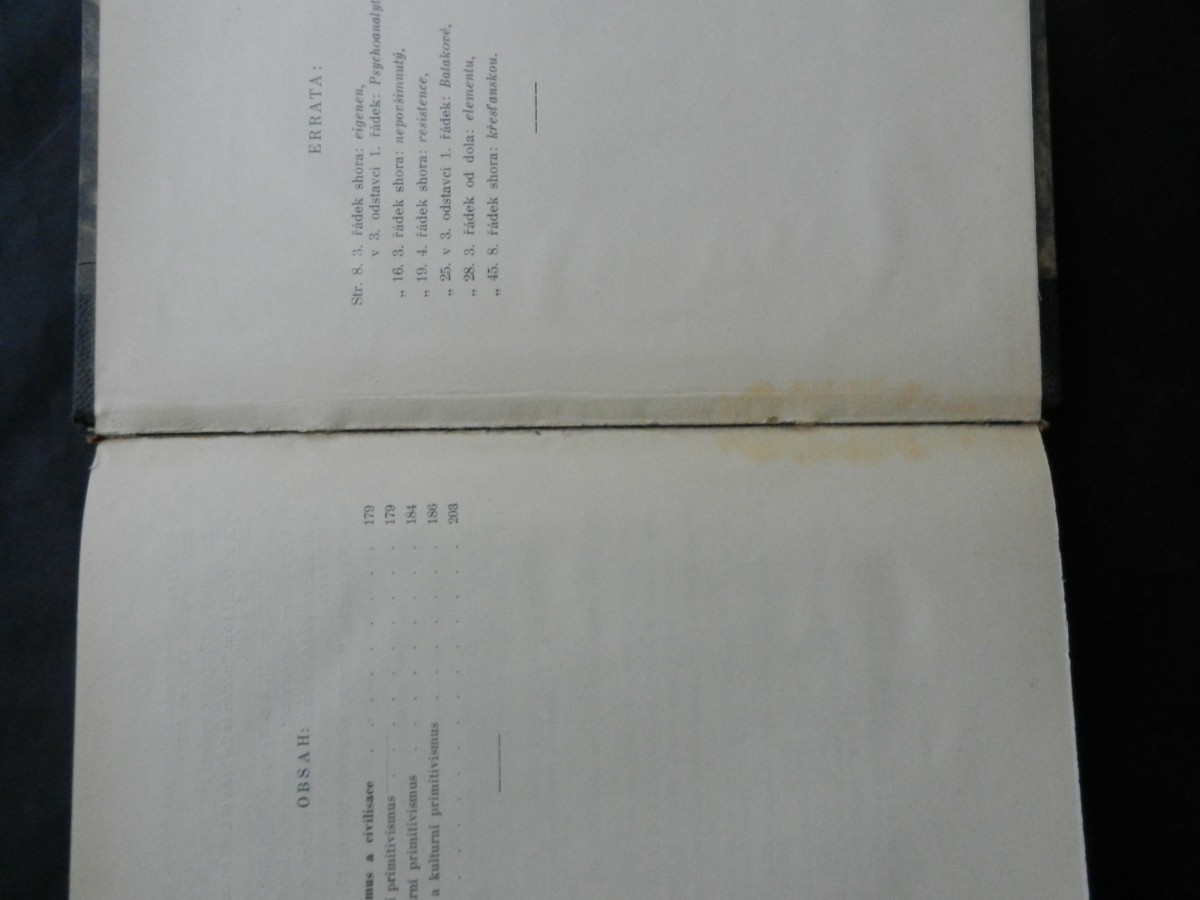 OBSAH:
mus a civilisace . . . . . . . . . 179
primitivismus . . . . . . . . . 179
rní primitivismus . . . . . . . . . 184
a kulturní primitivismus . . . . . . . . 186
. . . . . . . . . . . 203
ERRATA:
Str. 8. 3. řádek shora: eigenen,
v 3. odstavci 1. řádek: Psychoanalyt
„ 16. 3. řádek shora: nepovšimnutý,
„ 19. 4. řádek shora: resistence,
„ 25. v 3. odstavci 1. řádek: Batakové,
„ 28. 3. řádek od dola: elementu,
„ 45. 8. řádek shora: křesťanskou.